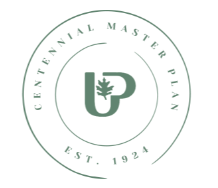 CENTENNIAL MASTER PLAN
UP
EST. 1924